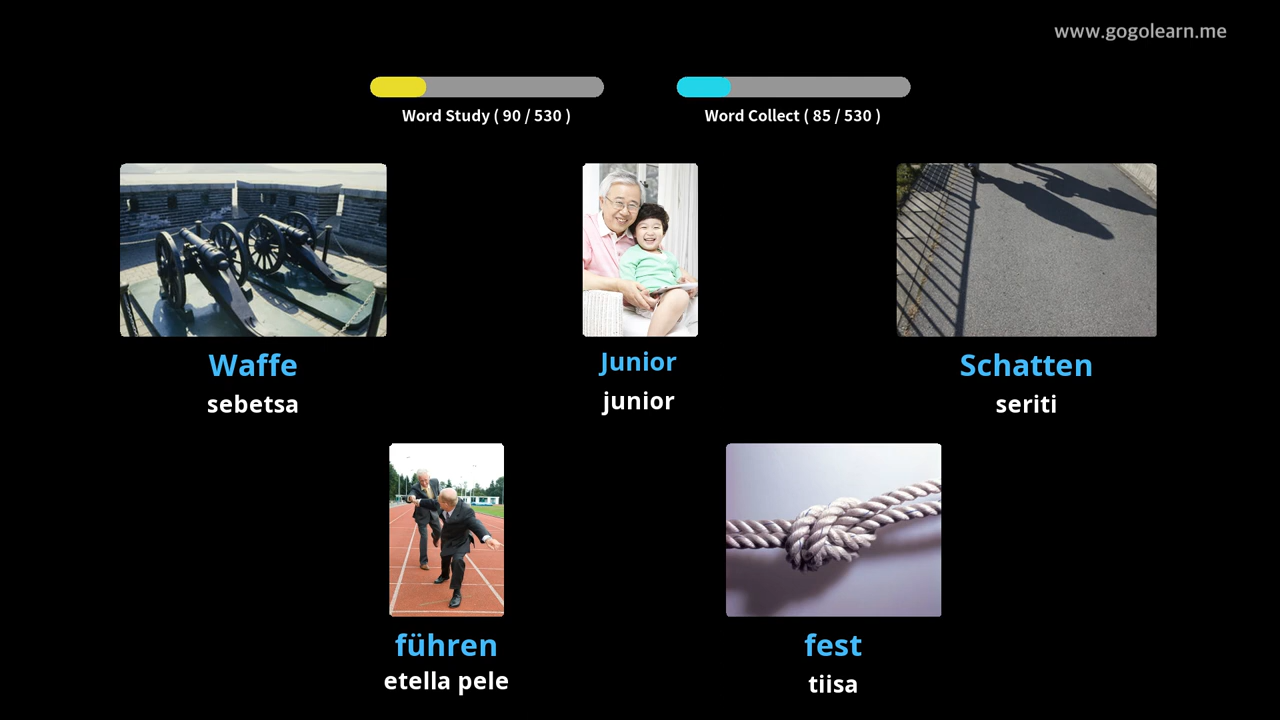 www.gogolearn.me
Word Study ( 90 / 530 )
Word Collect ( 85 / 530 )
Waffe
sebetsa
Junior
junior
Schatten
seriti
führen
etella pele
fest
tiisa